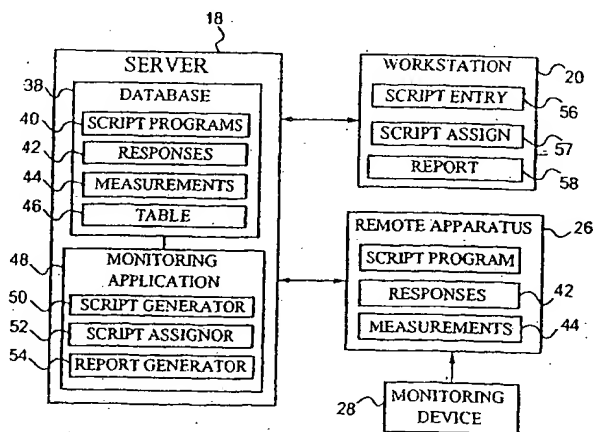 18
SERVER
38
DATABASE
40
SCRIPT PROGRAMS
42
RESPONSES
44
MEASUREMENTS
46
TABLE
48
MONITORING
APPLICATION
50
SCRIPT GENERATOR
52
SCRIPT ASSIGNOR
54
REPORT GENERATOR
WORKSTATION
20
SCRIPT ENTRY
56
SCRIPT ASSIGN
57
REPORT
58
REMOTE APPARATUS
26
SCRIPT PROGRAM
RESPONSES
42
MEASUREMENTS
44
28
MONITORING
DEVICE